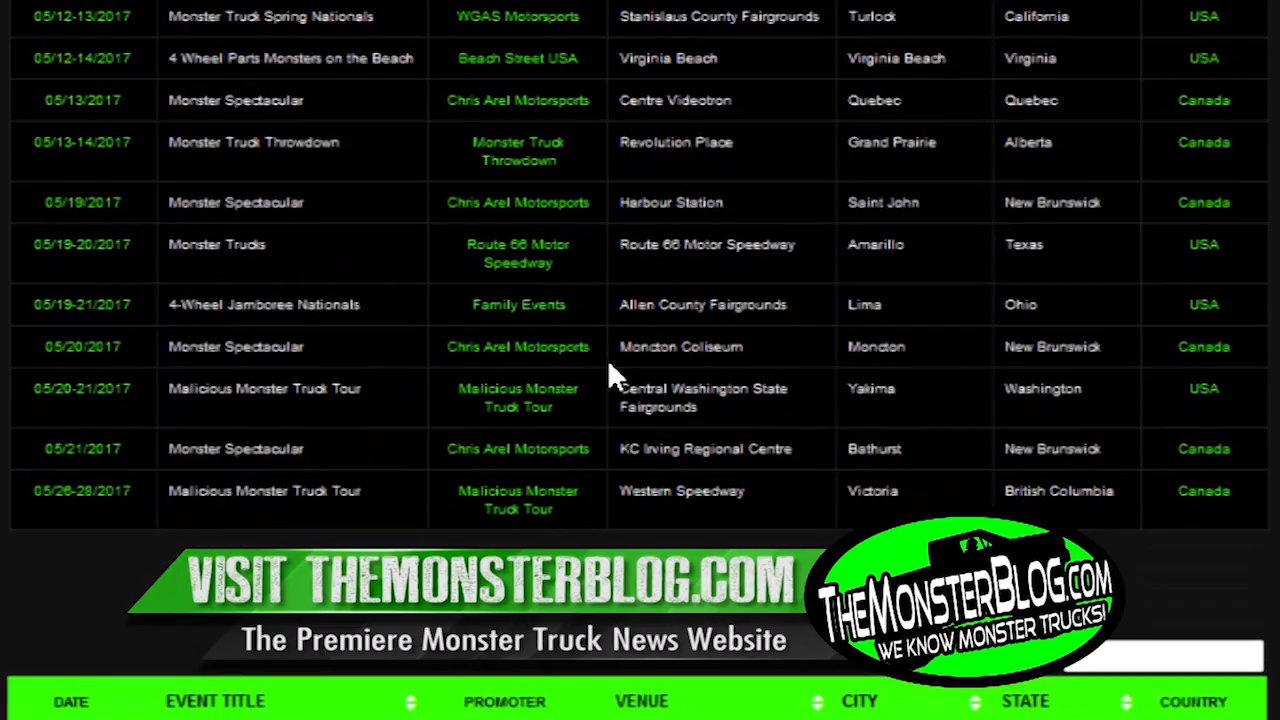 05/12-13/2017 Monster Truck Spring Nationals WGAS Motorsports Stanislaus County Fairgrounds Turlock California USA
05/12-14/2017 4 Wheel Parts Monsters on the Beach Beach Street USA Virginia Beach Virginia Beach Virginia USA
05/13/2017 Monster Spectacular Chris Arel Motorsports Centre Videotron Quebec Quebec Canada
05/13-14/2017 Monster Truck Throwdown Monster Truck Revolution Place Grand Prairie Alberta Canada
Throwdown
05/19/2017 Monster Spectacular Chris Arel Motorsports Harbour Station Saint John New Brunswick Canada
05/19-20/2017 Monster Trucks Route 66 Motor Route 66 Motor Speedway Amarillo Texas USA
Speedway
05/19-21/2017 4-Wheel Jamboree Nationals Family Events Allen County Fairgrounds Lima Ohio USA
05/20/2017 Monster Spectacular Chris Arel Motorsports Moncton Coliseum Moncton New Brunswick Canada
05/20-21/2017 Malicious Monster Truck Tour Malicious Monster Central Washington State Yakima Washington USA
Truck Tour Fairgrounds
05/21/2017 Monster Spectacular Chris Arel Motorsports KC Irving Regional Centre Bathurst New Brunswick Canada
05/26-28/2017 Malicious Monster Truck Tour Malicious Monster Western Speedway Victoria British Columbia Canada
Truck Tour
VISIT THEMONSTERBLOG.COM
The Premiere Monster Truck News Website
THEMONSTERBLOG.COM
WE KNOW MONSTER TRUCKS!
DATE EVENT TITLE PROMOTER VENUE CITY STATE COUNTRY